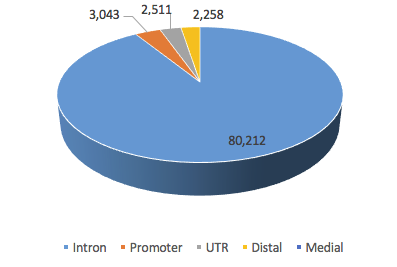 3,043 2,511 2,258
80,212
Intron Promoter UTR Distal Medial